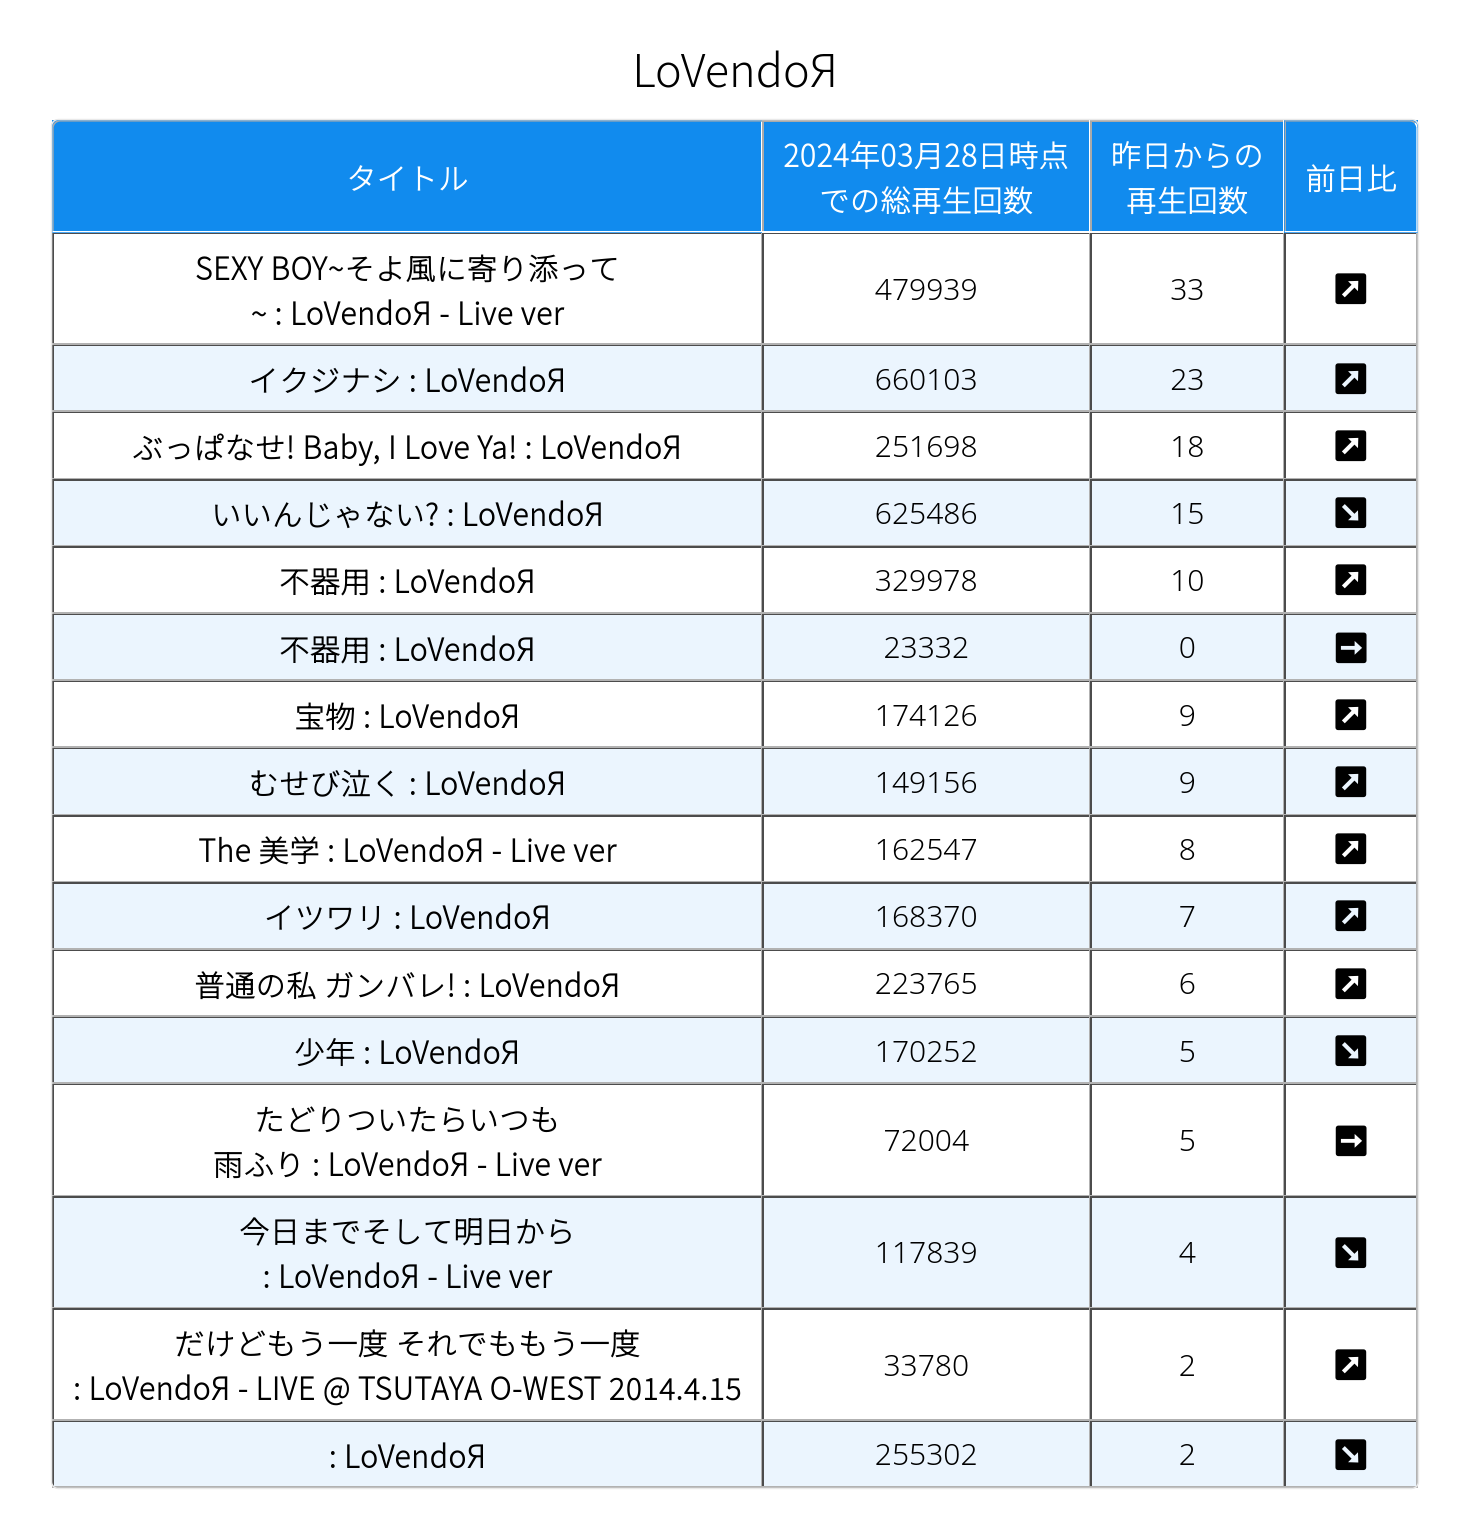 LoVendoЯ
タイトル
2024年03月28日時点
での総再生回数
昨日からの
再生回数
前日比
SEXY BOY~そよ風に寄り添って
~ : LoVendoЯ - Live ver
479939
33
イクジナシ : LoVendoЯ
660103
23
ぶっぱなせ! Baby, I Love Ya! : LoVendoЯ
251698
18
いいんじゃない? : LoVendoЯ
625486
15
不器用 : LoVendoЯ
329978
10
不器用 : LoVendoЯ
23332
0
宝物 : LoVendoЯ
174126
9
むせび泣く : LoVendoЯ
149156
9
The 美学 : LoVendoЯ - Live ver
162547
8
イツワリ : LoVendoЯ
168370
7
普通の私 ガンバレ! : LoVendoЯ
223765
6
少年 : LoVendoЯ
170252
5
たどりついたらいつも
雨ふり : LoVendoЯ - Live ver
72004
5
今日までそして明日から
: LoVendoЯ - Live ver
117839
4
だけどもう一度 それでももう一度
: LoVendoЯ - LIVE @ TSUTAYA O-WEST 2014.4.15
33780
2
: LoVendoЯ
255302
2